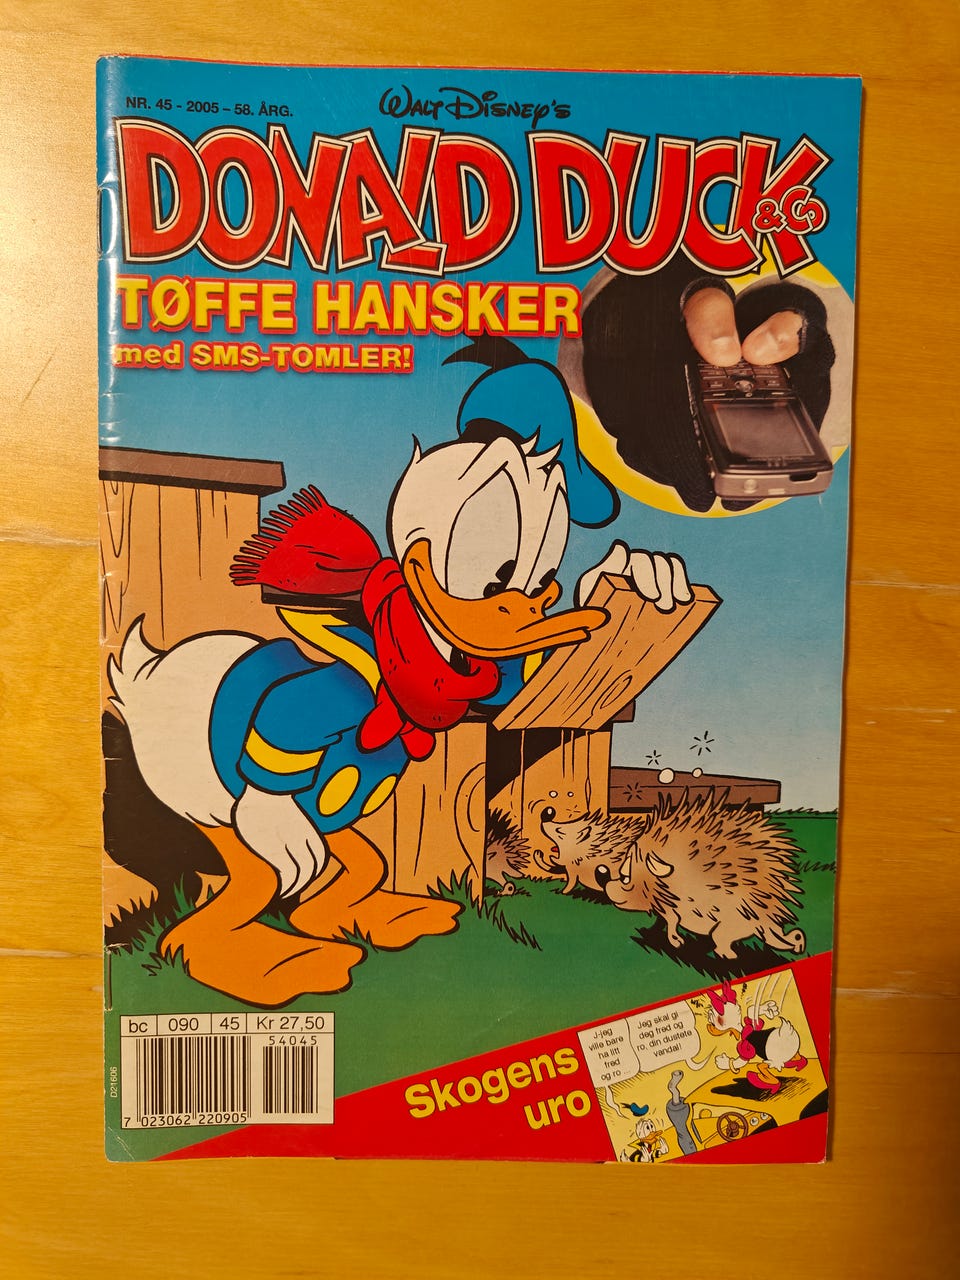 NR. 45 - 2005 - 58. ÅRG.
WALT DISNEY'S
DONALD DUCK
& Co
TØFFE HANSKER
med SMS-TOMLER!
bc 090 45 Kr 27,50
54045
7 023062 220905
D21606
Skogens
uro
J-jeg
ville bare
ha litt
fred
og ro ...
Jeg skal gi
deg fred og
ro, din dustete
vandal!